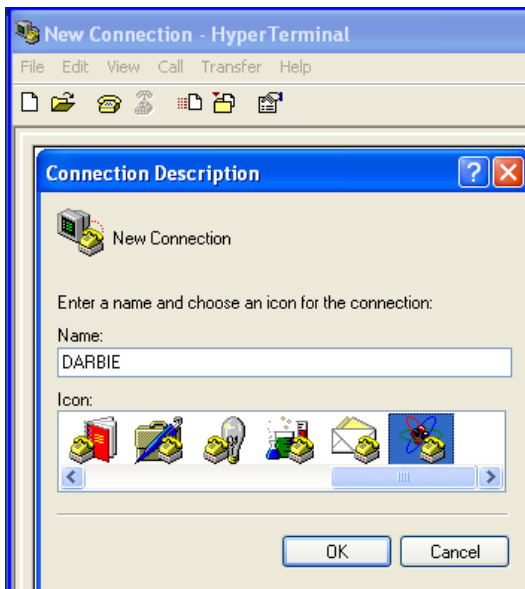 New Connection - HyperTerminal
File Edit View Call Transfer Help
Connection Description
New Connection
Enter a name and choose an icon for the connection:
Name:
DARBIE
Icon:
OK Cancel